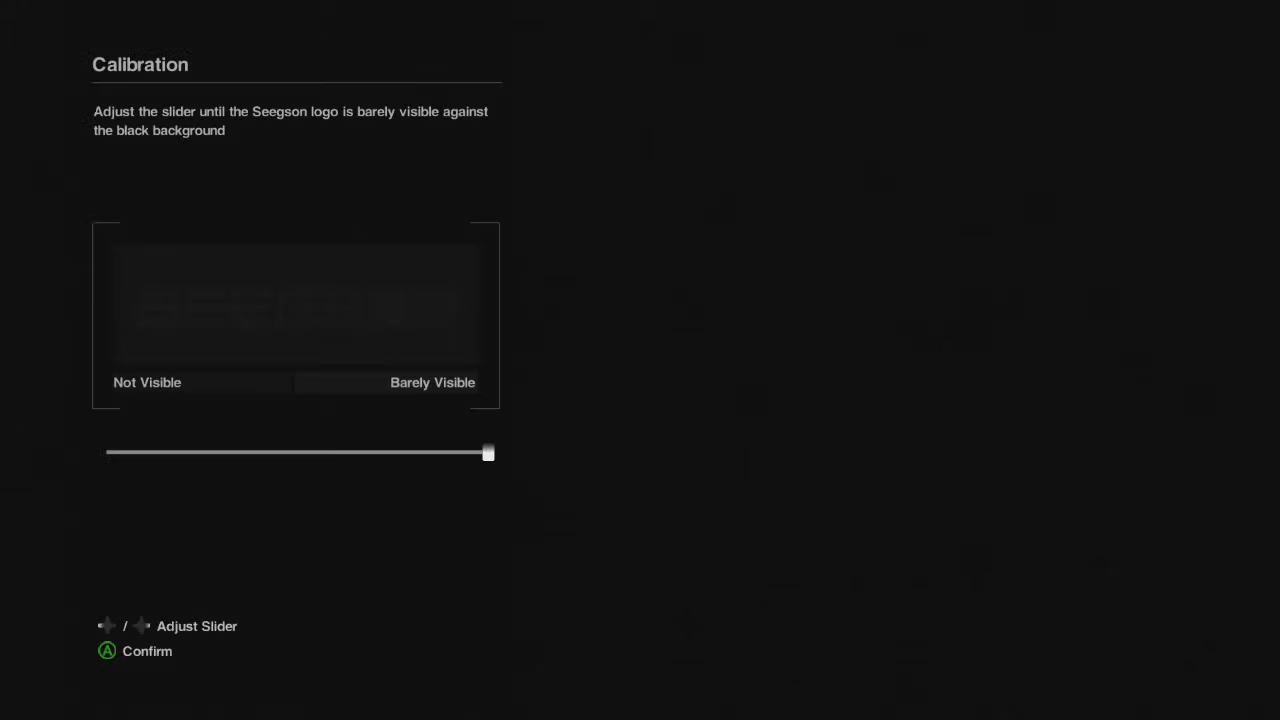 Calibration
Adjust the slider until the Seegson logo is barely visible against
the black background
Not Visible
Barely Visible
/ Adjust Slider
A Confirm